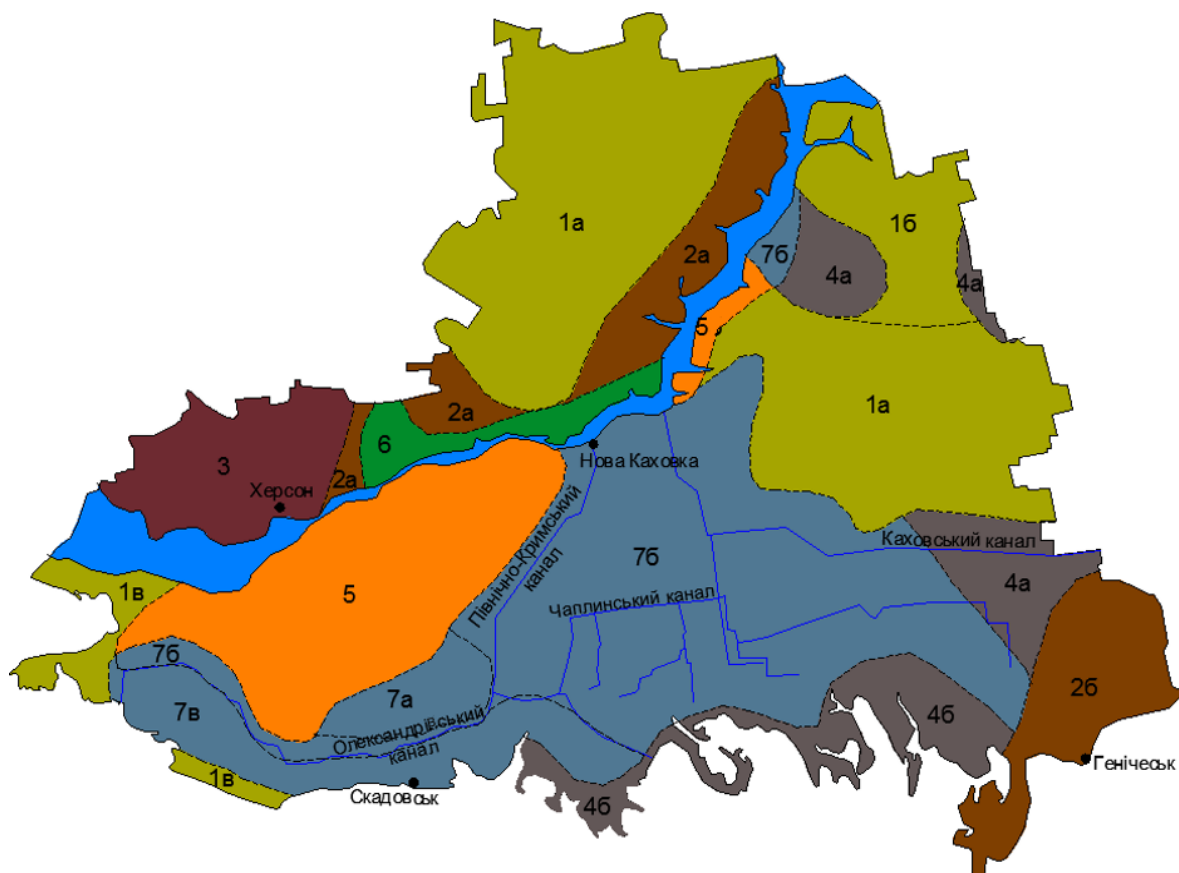 1а
1б
2а
7б
4а
4а
5
1а
2а
6
3
2а
Нова Каховка
Херсон
Північно-Кримський
канал
Каховський канал
7б
4а
1в
5
Чаплинський канал
7б
7а
2б
7в
Олександрівський
канал
4б
1в
Генічеськ
Скадовськ
4б